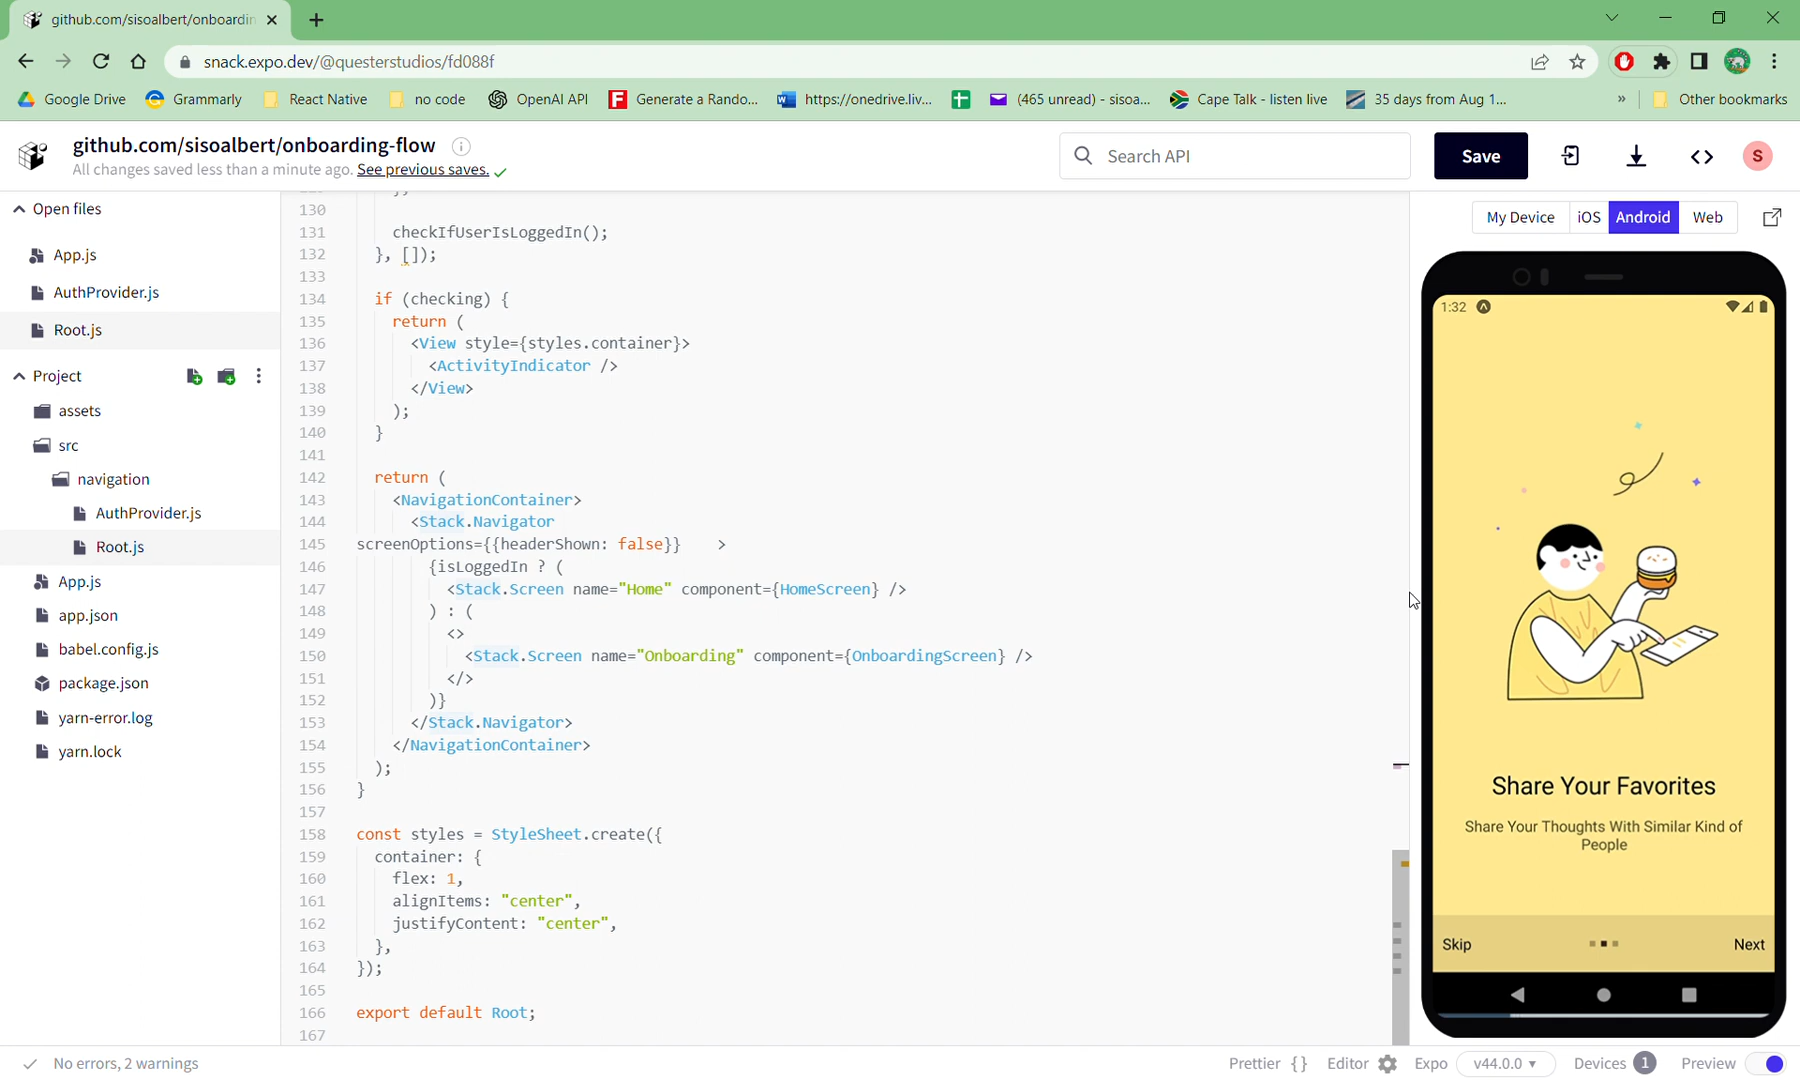 github.com/sisoalbert/onboardin
snack.expo.dev/@questerstudios/fd088f
Google Drive
Grammarly
React Native
no code
OpenAI API
Generate a Rando...
https://onedrive.liv...
(465 unread) - sisoa...
Cape Talk - listen live
35 days from Aug 1...
»
Other bookmarks
github.com/sisoalbert/onboarding-flow
All changes saved less than a minute ago. See previous saves.
Search API
Save
S
Open files
App.js
AuthProvider.js
Root.js
Project
assets
src
navigation
AuthProvider.js
Root.js
App.js
app.json
babel.config.js
package.json
yarn-error.log
yarn.lock
130
131 checkIfUserIsLoggedIn();
132 }, []);
133
134 if (checking) {
135 return (
136 <View style={styles.container}>
137 <ActivityIndicator />
138 </View>
139 );
140 }
141
142 return (
143 <NavigationContainer>
144 <Stack.Navigator
145 screenOptions={{headerShown: false}} >
146 {isLoggedIn ? (
147 <Stack.Screen name="Home" component={HomeScreen} />
148 ) : (
149 <>
150 <Stack.Screen name="Onboarding" component={OnboardingScreen} />
151 </>
152 )}
153 </Stack.Navigator>
154 </NavigationContainer>
155 );
156 }
157
158 const styles = StyleSheet.create({
159 container: {
160 flex: 1,
161 alignItems: "center",
162 justifyContent: "center",
163 },
164 });
165
166 export default Root;
167
My Device
iOS
Android
Web
1:32
Share Your Favorites
Share Your Thoughts With Similar Kind of
People
Skip
Next
No errors, 2 warnings
Prettier {}
Editor
Expo
v44.0.0
Devices 1
Preview